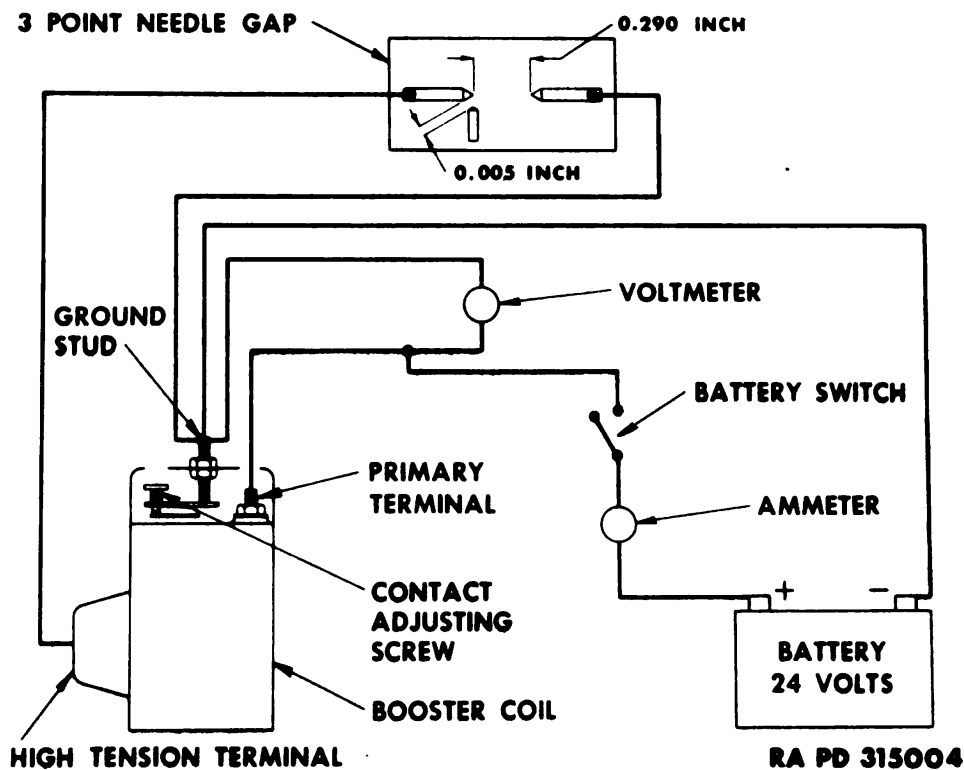 3 POINT NEEDLE GAP
0.290 INCH
0.005 INCH
VOLTMETER
GROUND
STUD
BATTERY SWITCH
PRIMARY
TERMINAL
AMMETER
CONTACT
ADJUSTING
SCREW
+ −
BATTERY
24 VOLTS
BOOSTER COIL
HIGH TENSION TERMINAL
RA PD 315004